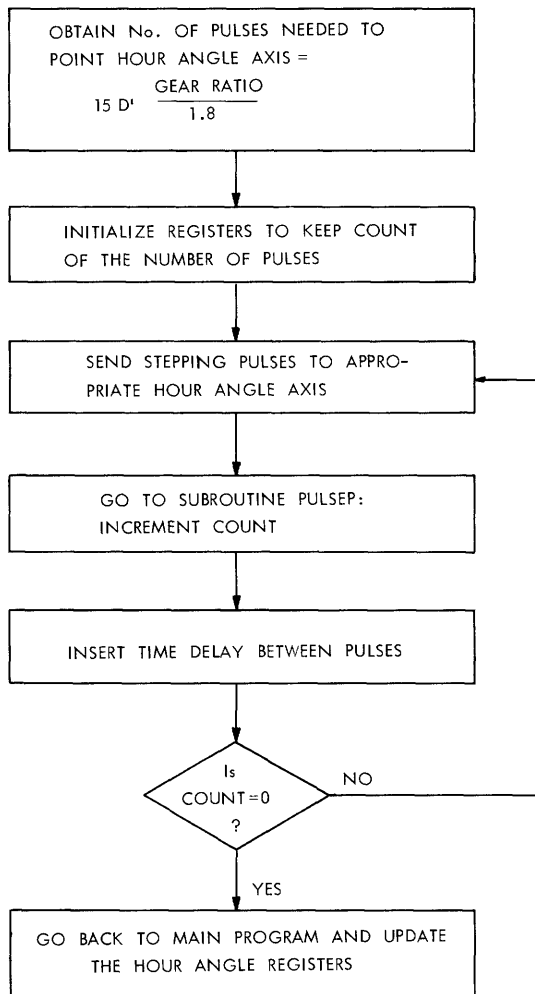 OBTAIN No. OF PULSES NEEDED TO
POINT HOUR ANGLE AXIS =
15 D' GEAR RATIO
1.8
INITIALIZE REGISTERS TO KEEP COUNT
OF THE NUMBER OF PULSES
SEND STEPPING PULSES TO APPRO-
PRIATE HOUR ANGLE AXIS
GO TO SUBROUTINE PULSEP:
INCREMENT COUNT
INSERT TIME DELAY BETWEEN PULSES
Is
COUNT=0
?
NO
YES
GO BACK TO MAIN PROGRAM AND UPDATE
THE HOUR ANGLE REGISTERS